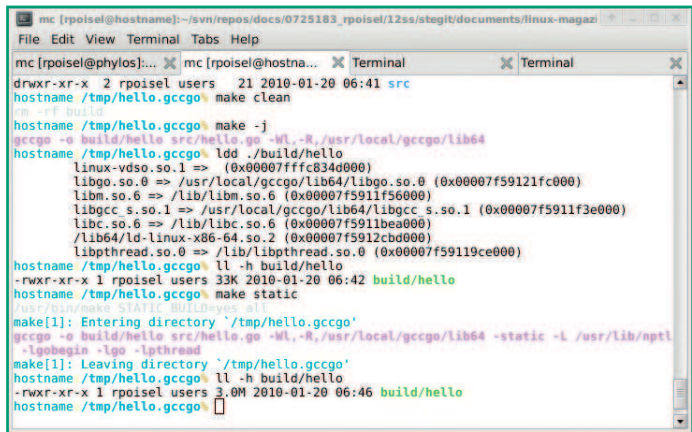 mc [rpoisel@hostname]:~/svn/repos/docs/0725183_rpoisel/12ss/stegit/documents/linux-magazi
File Edit View Terminal Tabs Help
mc [rpoisel@phylos]:... mc [rpoisel@hostna... Terminal Terminal
drwxr-xr-x 2 rpoisel users 21 2010-01-20 06:41 src
hostname /tmp/hello.gccgo% make clean
rm -rf build
hostname /tmp/hello.gccgo% make -j
gccgo -o build/hello src/hello.go -Wl,-R,/usr/local/gccgo/lib64
hostname /tmp/hello.gccgo% ldd ./build/hello
linux-vdso.so.1 => (0x00007fffc834d000)
libgo.so.0 => /usr/local/gccgo/lib64/libgo.so.0 (0x00007f59121fc000)
libm.so.6 => /lib/libm.so.6 (0x00007f5911f56000)
libgcc_s.so.1 => /usr/local/gccgo/lib64/libgcc_s.so.1 (0x00007f5911f3e000)
libc.so.6 => /lib/libc.so.6 (0x00007f5911bea000)
/lib64/ld-linux-x86-64.so.2 (0x00007f5912cbd000)
libpthread.so.0 => /lib/libpthread.so.0 (0x00007f59119ce000)
hostname /tmp/hello.gccgo% ll -h build/hello
-rwxr-xr-x 1 rpoisel users 33K 2010-01-20 06:42 build/hello
hostname /tmp/hello.gccgo% make static
/usr/bin/make STATIC_BUILD=yes all
make[1]: Entering directory `/tmp/hello.gccgo'
gccgo -o build/hello src/hello.go -Wl,-R,/usr/local/gccgo/lib64 -static -L /usr/lib/nptl
-lgobegin -lgo -lpthread
make[1]: Leaving directory `/tmp/hello.gccgo'
hostname /tmp/hello.gccgo% ll -h build/hello
-rwxr-xr-x 1 rpoisel users 3.0M 2010-01-20 06:46 build/hello
hostname /tmp/hello.gccgo%